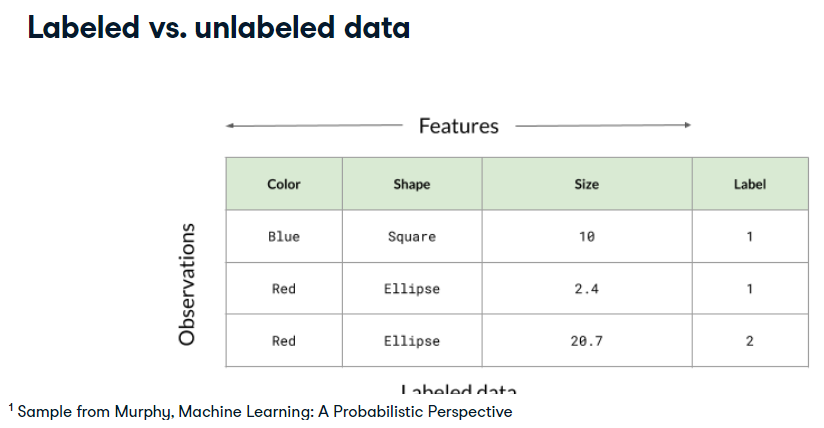 Labeled vs. unlabeled data
Features
Color Shape Size Label
Observations
Blue Square 10 1
Red Ellipse 2.4 1
Red Ellipse 20.7 2
Labeled data
1 Sample from Murphy, Machine Learning: A Probabilistic Perspective